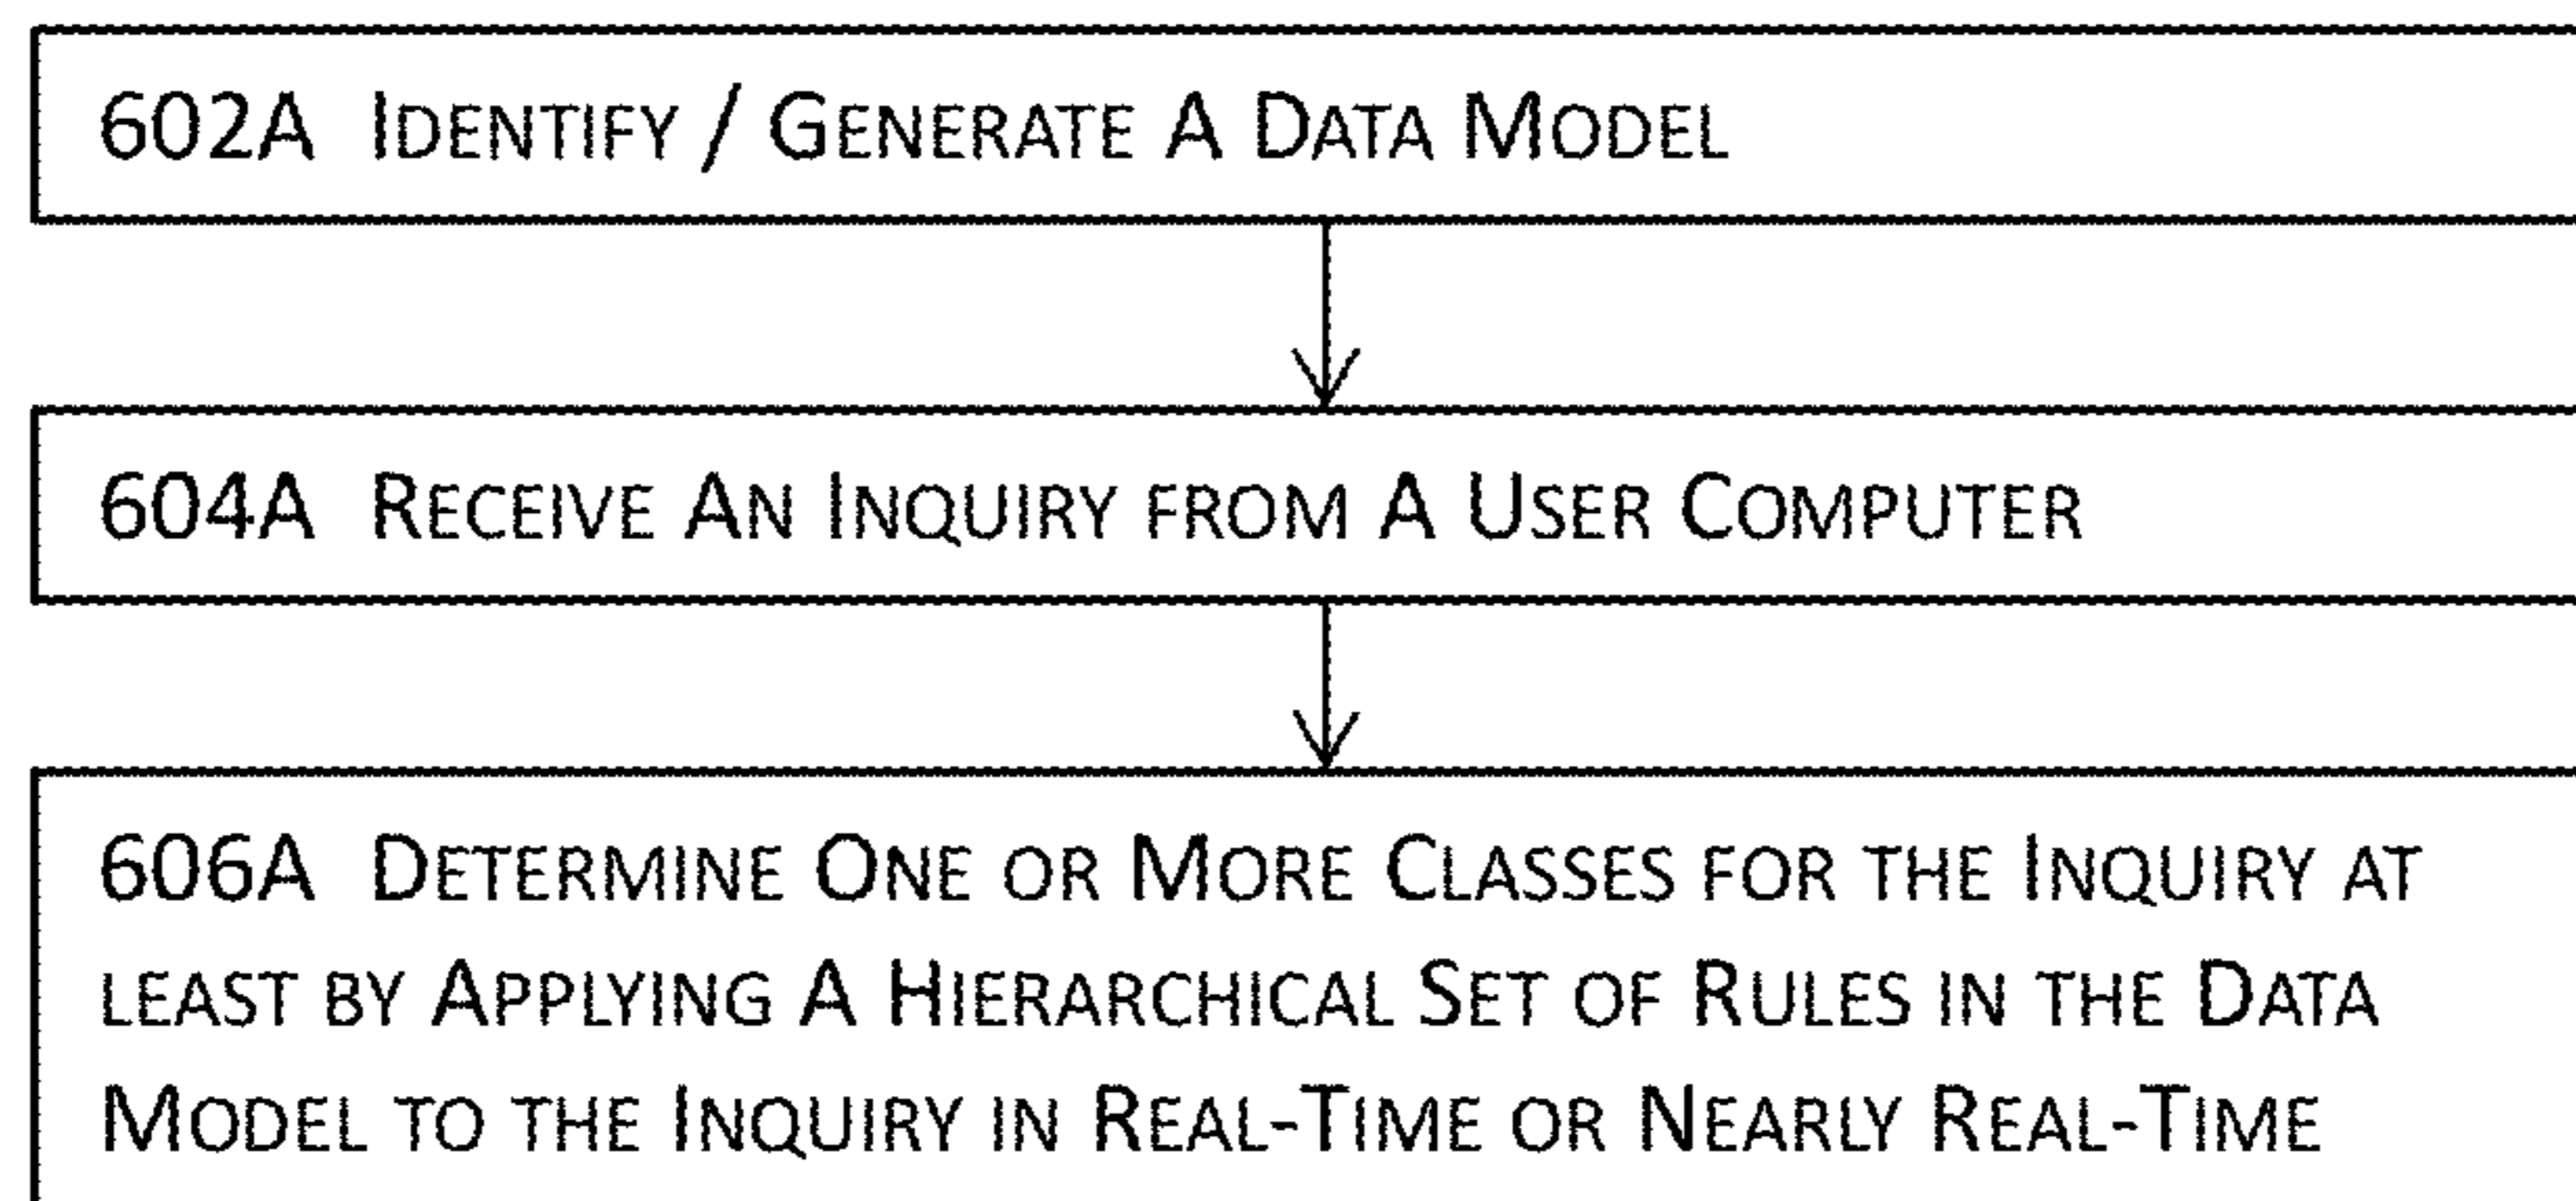 602A Identify / Generate A Data Model
604A Receive An Inquiry from A User Computer
606A Determine One or More Classes for the Inquiry at
least by Applying A Hierarchical Set of Rules in the Data
Model to the Inquiry in Real-Time or Nearly Real-Time